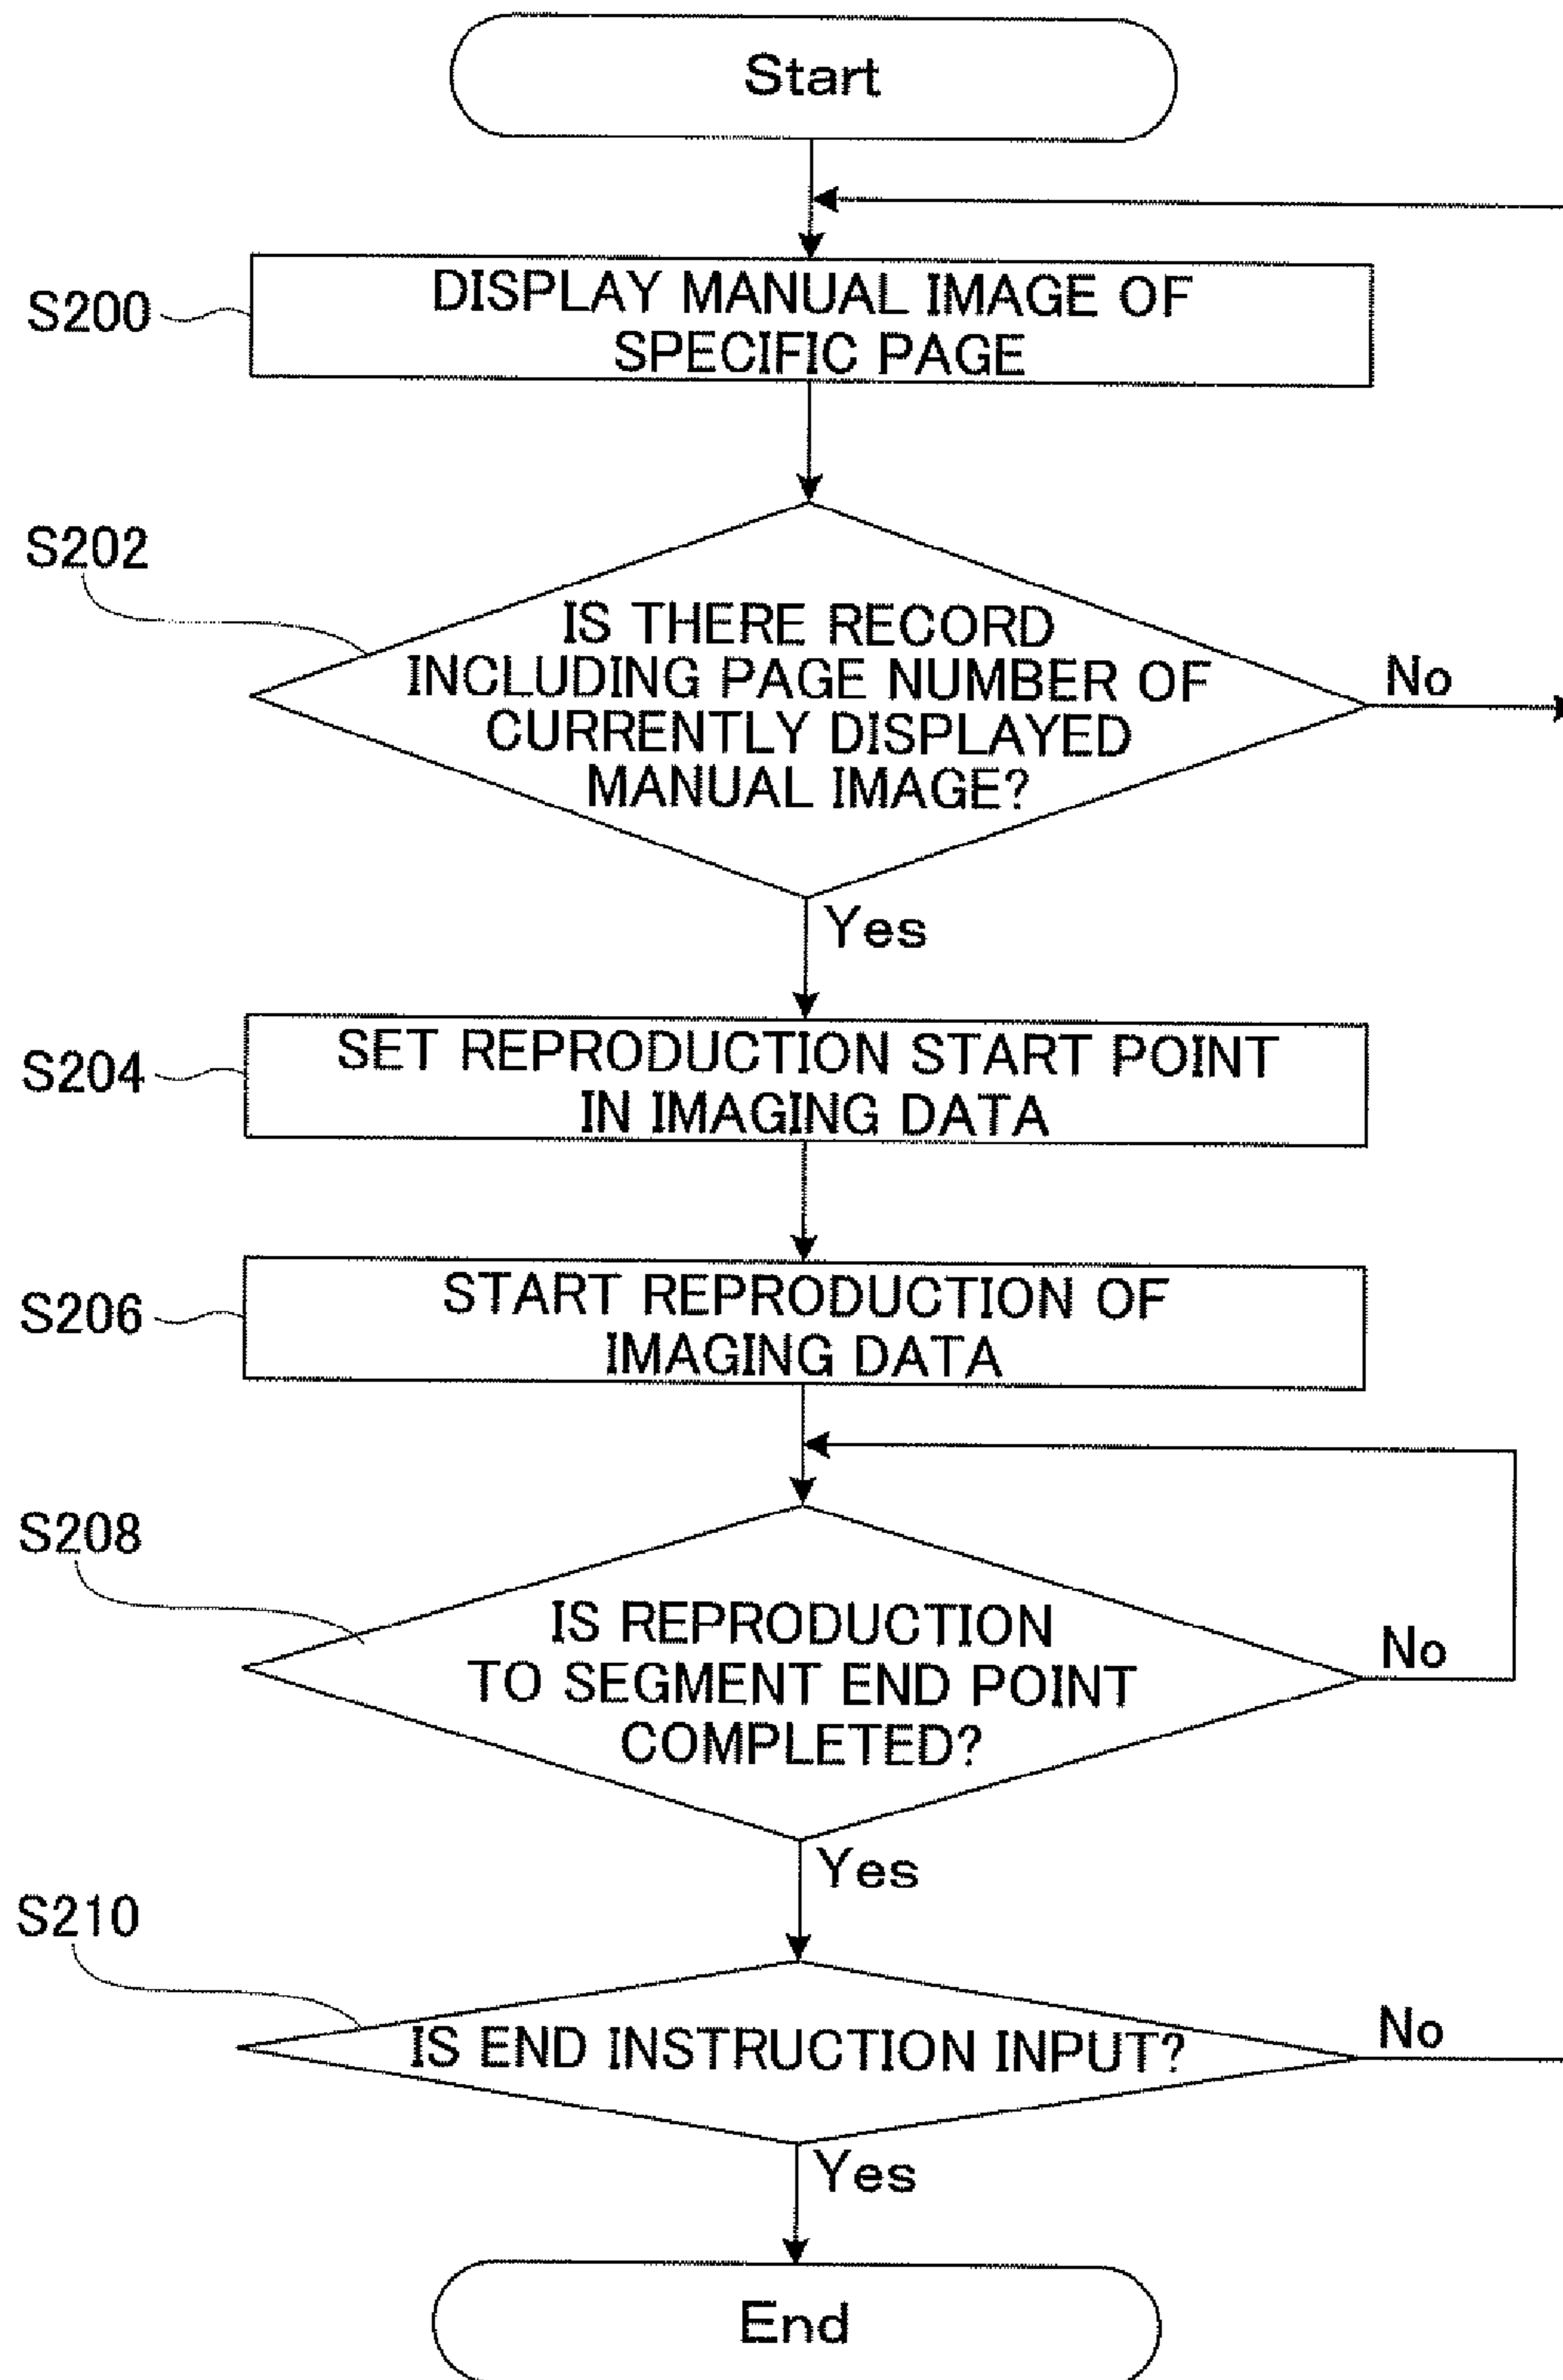 Start
S200
DISPLAY MANUAL IMAGE OF
SPECIFIC PAGE
S202
IS THERE RECORD
INCLUDING PAGE NUMBER OF
CURRENTLY DISPLAYED
MANUAL IMAGE?
No
Yes
S204
SET REPRODUCTION START POINT
IN IMAGING DATA
S206
START REPRODUCTION OF
IMAGING DATA
S208
IS REPRODUCTION
TO SEGMENT END POINT
COMPLETED?
No
Yes
S210
IS END INSTRUCTION INPUT?
No
Yes
End